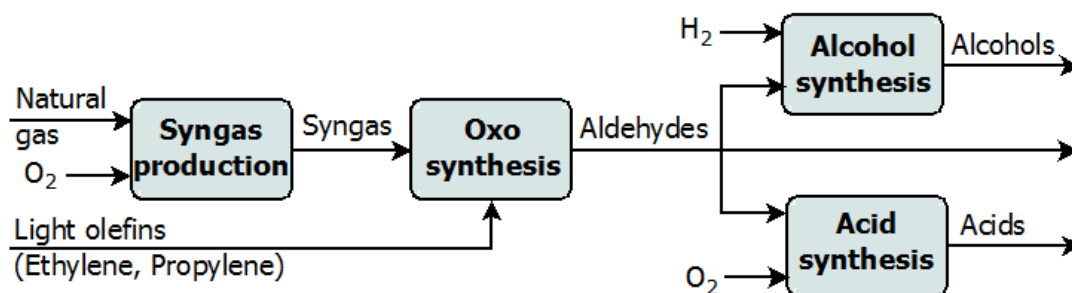 Natural
gas
O₂
Syngas
production
Syngas
Light olefins
(Ethylene, Propylene)
Oxo
synthesis
Aldehydes
H₂
Alcohol
synthesis
Alcohols
O₂
Acid
synthesis
Acids